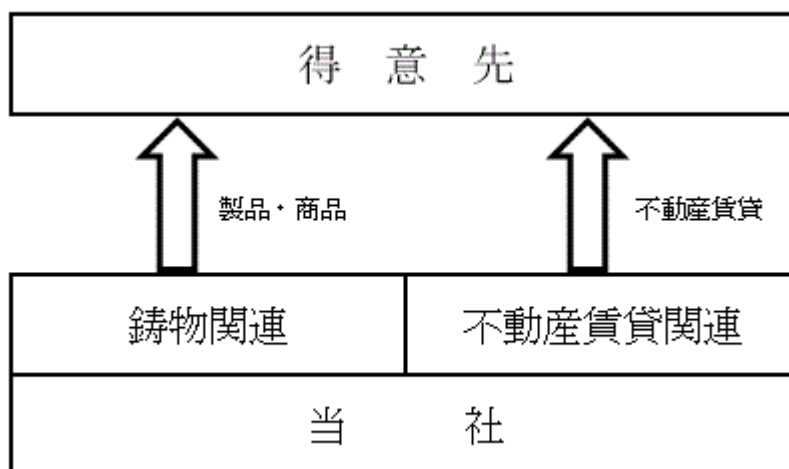 得意先
製品・商品 不動産賃貸
鋳物関連 不動産賃貸関連
当社